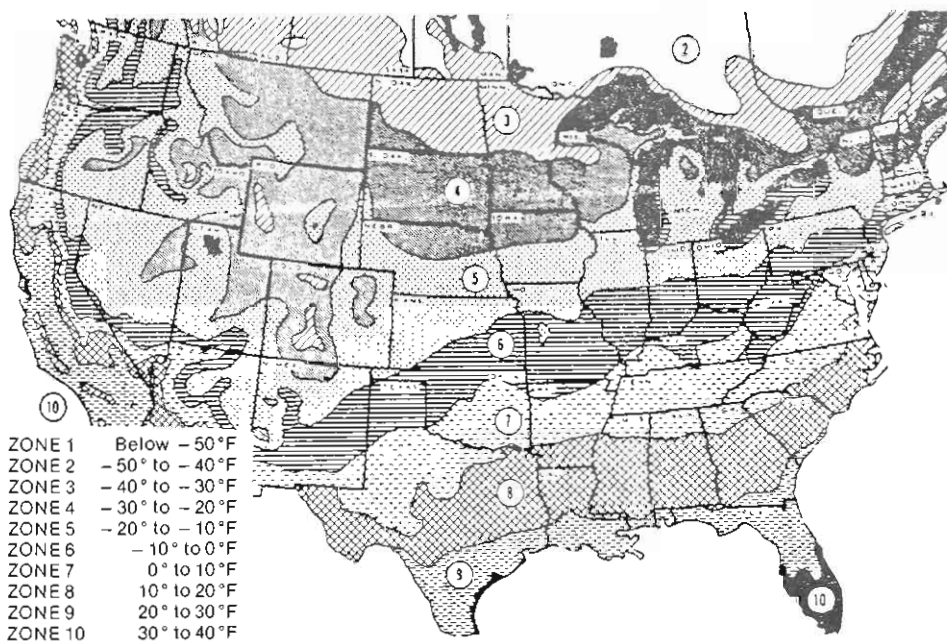 2
3
4
IOWA
5
6
10
7
8
9
10
ZONE 1 Below −50°F
ZONE 2 −50° to −40°F
ZONE 3 −40° to −30°F
ZONE 4 −30° to −20°F
ZONE 5 −20° to −10°F
ZONE 6 −10° to 0°F
ZONE 7 0° to 10°F
ZONE 8 10° to 20°F
ZONE 9 20° to 30°F
ZONE 10 30° to 40°F